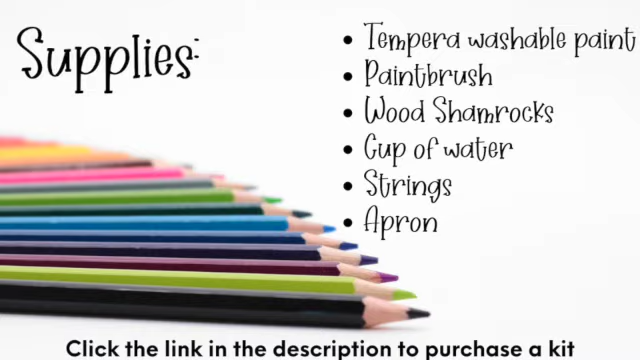 Supplies:
Tempera washable paint
Paintbrush
Wood Shamrocks
Cup of water
Strings
Apron
Click the link in the description to purchase a kit